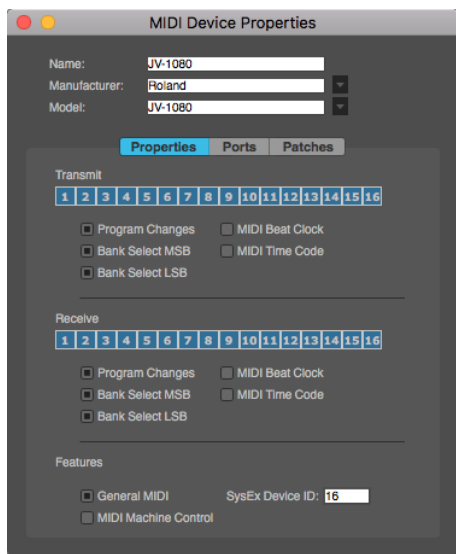 MIDI Device Properties
Name: JV-1080
Manufacturer: Roland
Model: JV-1080
Properties Ports Patches
Transmit
1 2 3 4 5 6 7 8 9 10 11 12 13 14 15 16
Program Changes MIDI Beat Clock
Bank Select MSB MIDI Time Code
Bank Select LSB
Receive
1 2 3 4 5 6 7 8 9 10 11 12 13 14 15 16
Program Changes MIDI Beat Clock
Bank Select MSB MIDI Time Code
Bank Select LSB
Features
General MIDI SysEx Device ID: 16
MIDI Machine Control